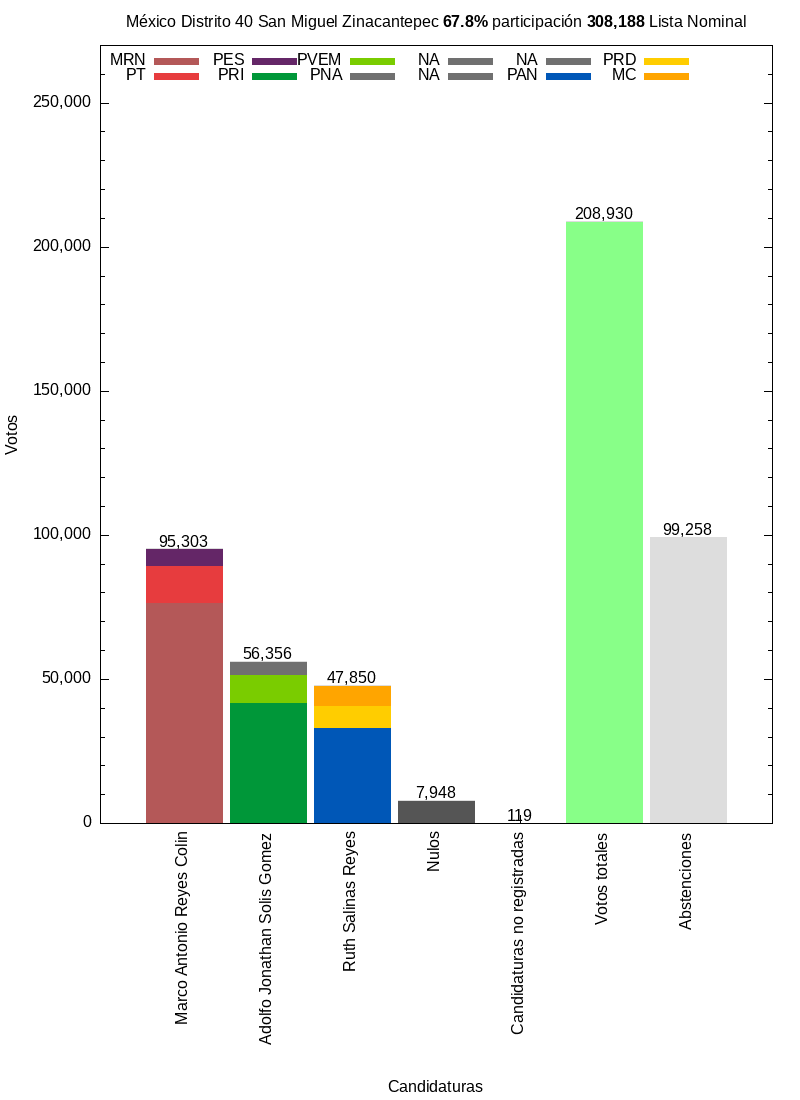 México Distrito 40 San Miguel Zinacantepec 67.8% participación 308,188 Lista Nominal
MRN PES PVEM NA NA PRD
PT PRI PNA NA PAN MC
250,000
200,000
150,000
100,000
50,000
0
Votos
95,303
56,356
47,850
7,948
119
208,930
99,258
Marco Antonio Reyes Colin
Adolfo Jonathan Solis Gomez
Ruth Salinas Reyes
Nulos
Candidaturas no registradas
Votos totales
Abstenciones
Candidaturas